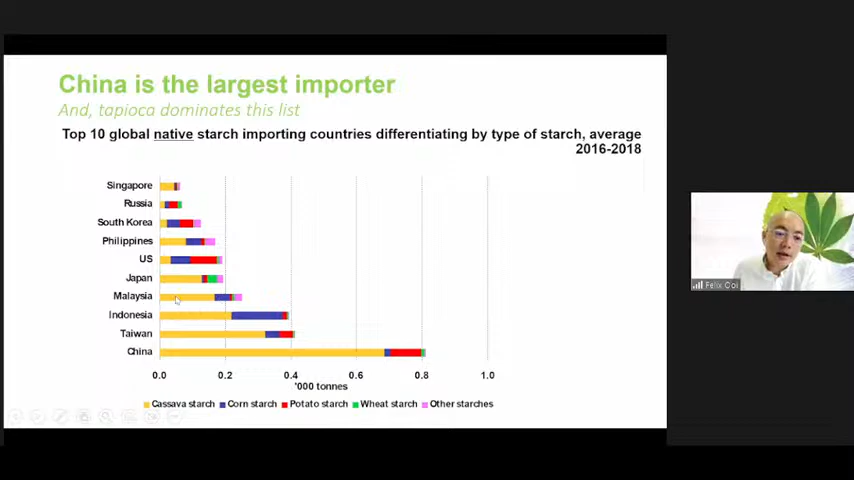 China is the largest importer
And, tapioca dominates this list
Top 10 global native starch importing countries differentiating by type of starch, average
2016-2018
Singapore
Russia
South Korea
Philippines
US
Japan
Malaysia
Indonesia
Taiwan
China
0.0 0.2 0.4 0.6 0.8 1.0
'000 tonnes
Cassava starch Corn starch Potato starch Wheat starch Other starches
Felix Ooi